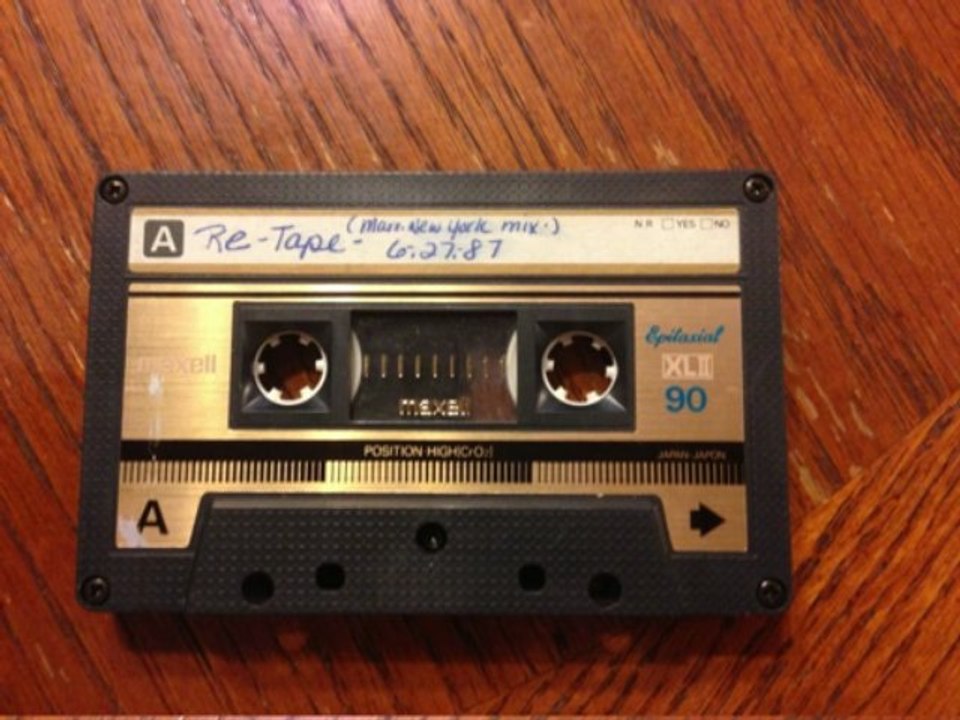 A Re-Tape- (Marr. New York mix.) N R YES NO
6.27.87
Epitaxial
maxell XLII
90
maxell
POSITION·HIGH(CrO₂)
JAPAN·JAPON
A